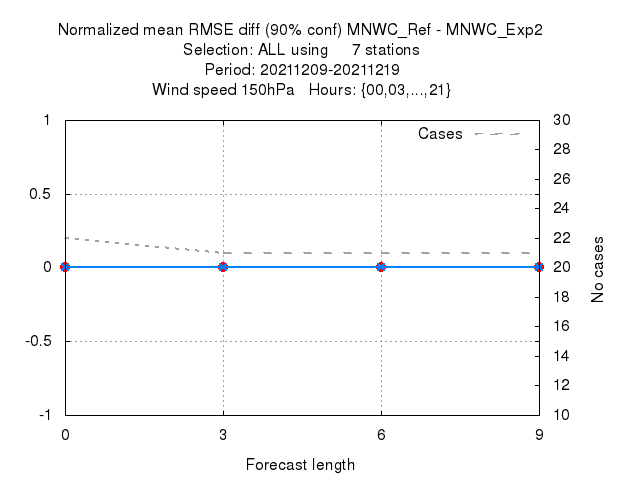 Normalized mean RMSE diff (90% conf) MNWC_Ref - MNWC_Exp2
Selection: ALL using 7 stations
Period: 20211209-20211219
Wind speed 150hPa Hours: {00,03,...,21}
Cases
1
0.5
0
-0.5
-1
30
28
26
24
22
20
18
16
14
12
10
No cases
0 3 6 9
Forecast length